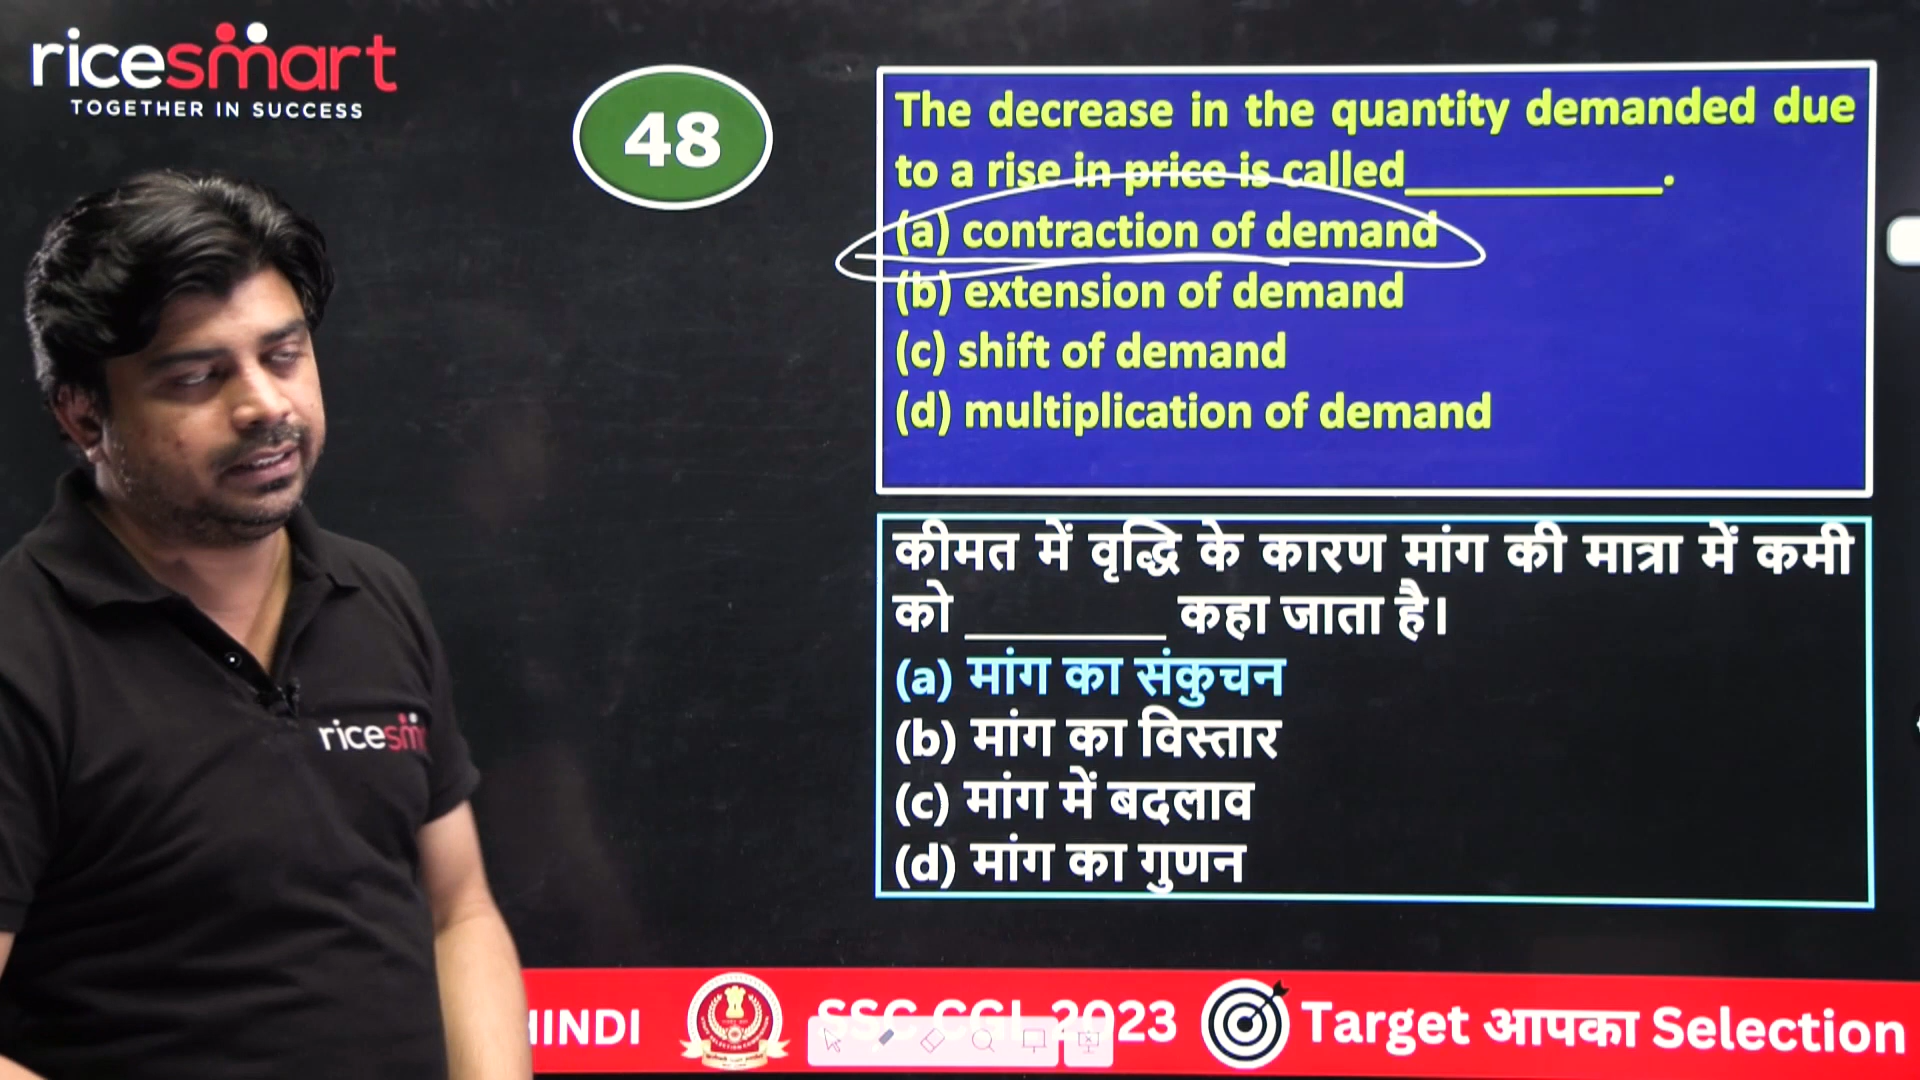 ricesmart
TOGETHER IN SUCCESS
48
The decrease in the quantity demanded due
to a rise in price is called__________.
(a) contraction of demand
(b) extension of demand
(c) shift of demand
(d) multiplication of demand
कीमत में वृद्धि के कारण मांग की मात्रा में कमी
को ________ कहा जाता है।
(a) मांग का संकुचन
(b) मांग का विस्तार
(c) मांग में बदलाव
(d) मांग का गुणन
ricesm
HINDI SSC CGL 2023 Target आपका Selection